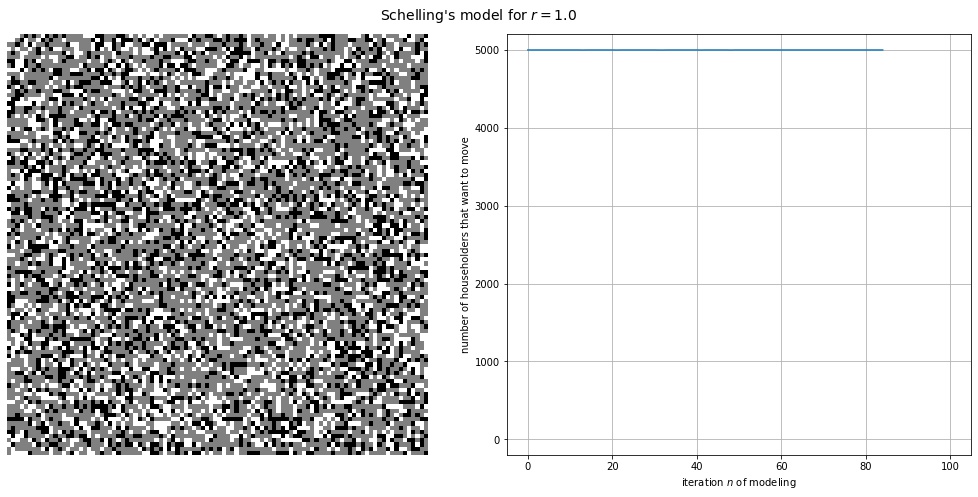 Schelling's model for r = 1.0
number of householders that want to move
5000
4000
3000
2000
1000
0
0 20 40 60 80 100
iteration n of modeling